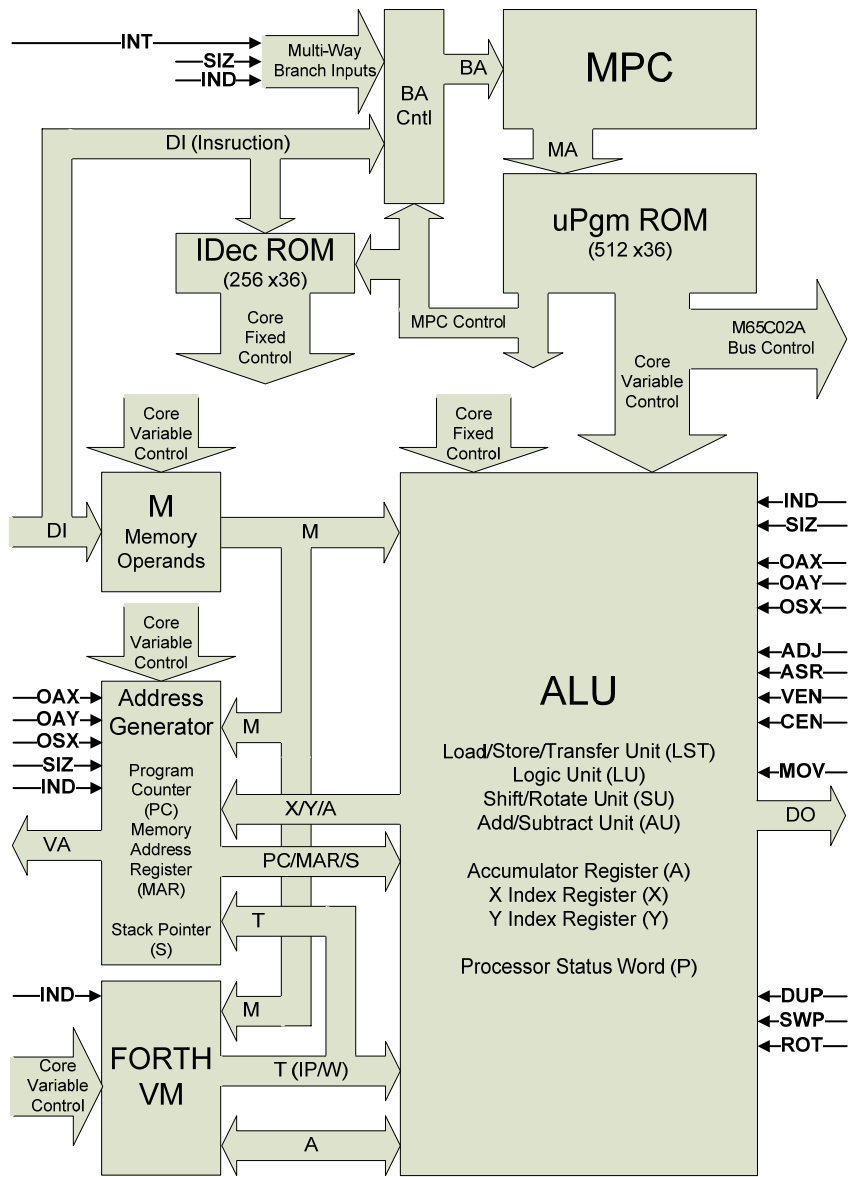 INT
SIZ
IND
Multi-Way
Branch Inputs
BA
Cntl
BA
MPC
DI (Insruction)
MA
IDec ROM
(256 x36)
uPgm ROM
(512 x36)
Core
Fixed
Control
MPC Control
M65C02A
Bus Control
Core
Variable
Control
Core
Variable
Control
Core
Fixed
Control
DI
M
Memory
Operands
M
IND
SIZ
OAX
OAY
OSX
ADJ
ASR
VEN
CEN
MOV
DO
DUP
SWP
ROT
Core
Variable
Control
OAX
OAY
OSX
SIZ
IND
VA
Address
Generator
Program
Counter
(PC)
Memory
Address
Register
(MAR)
Stack Pointer
(S)
M
X/Y/A
PC/MAR/S
T
M
ALU
Load/Store/Transfer Unit (LST)
Logic Unit (LU)
Shift/Rotate Unit (SU)
Add/Subtract Unit (AU)
Accumulator Register (A)
X Index Register (X)
Y Index Register (Y)
Processor Status Word (P)
IND
Core
Variable
Control
FORTH
VM
T (IP/W)
A